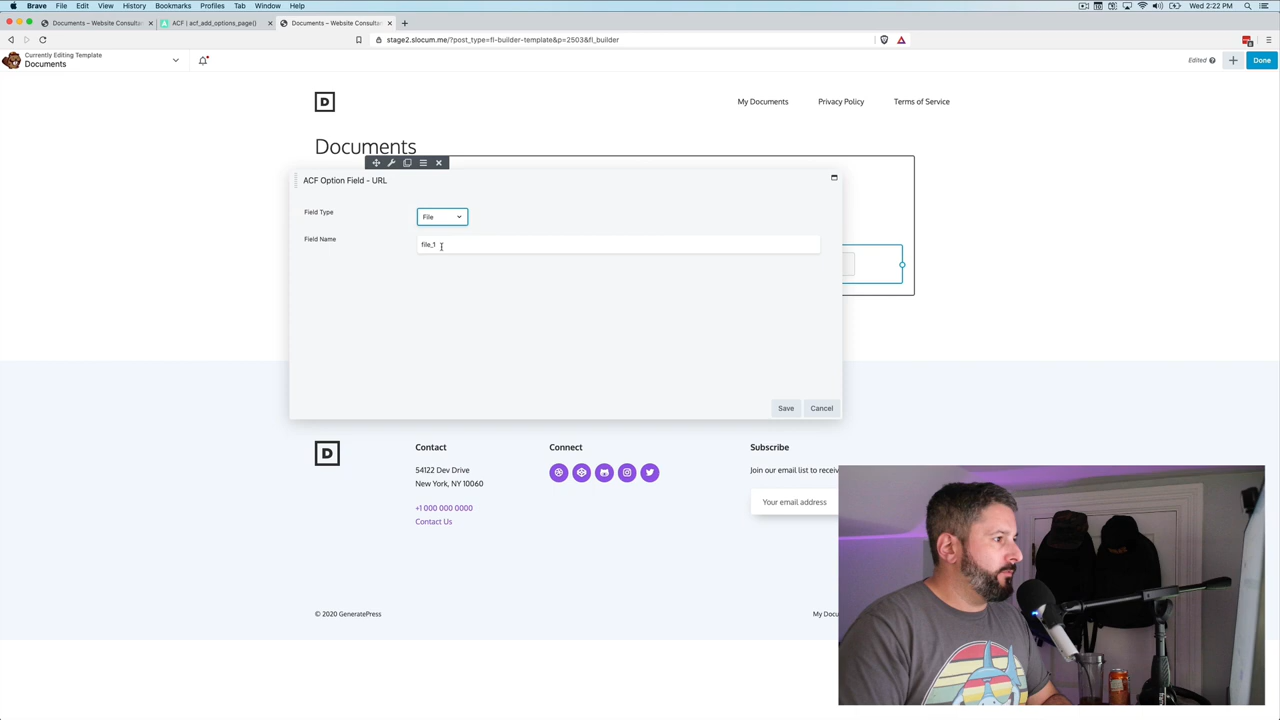 Brave File Edit View History Bookmarks Profiles Tab Window Help Wed 2:22 PM
Documents – Website Consultan
ACF | acf_add_options_page()
Documents – Website Consultan
stage2.slocum.me/?post_type=fl-builder-template&p=2503&fl_builder
Currently Editing Template
Documents
Edited
Done
D
My Documents Privacy Policy Terms of Service
Documents
ACF Option Field - URL
Field Type
File
Field Name
file_1
Save Cancel
D
Contact
54122 Dev Drive
New York, NY 10060
+1 000 000 0000
Contact Us
Connect
Subscribe
Join our email list to receiv
Your email address
© 2020 GeneratePress
My Docu